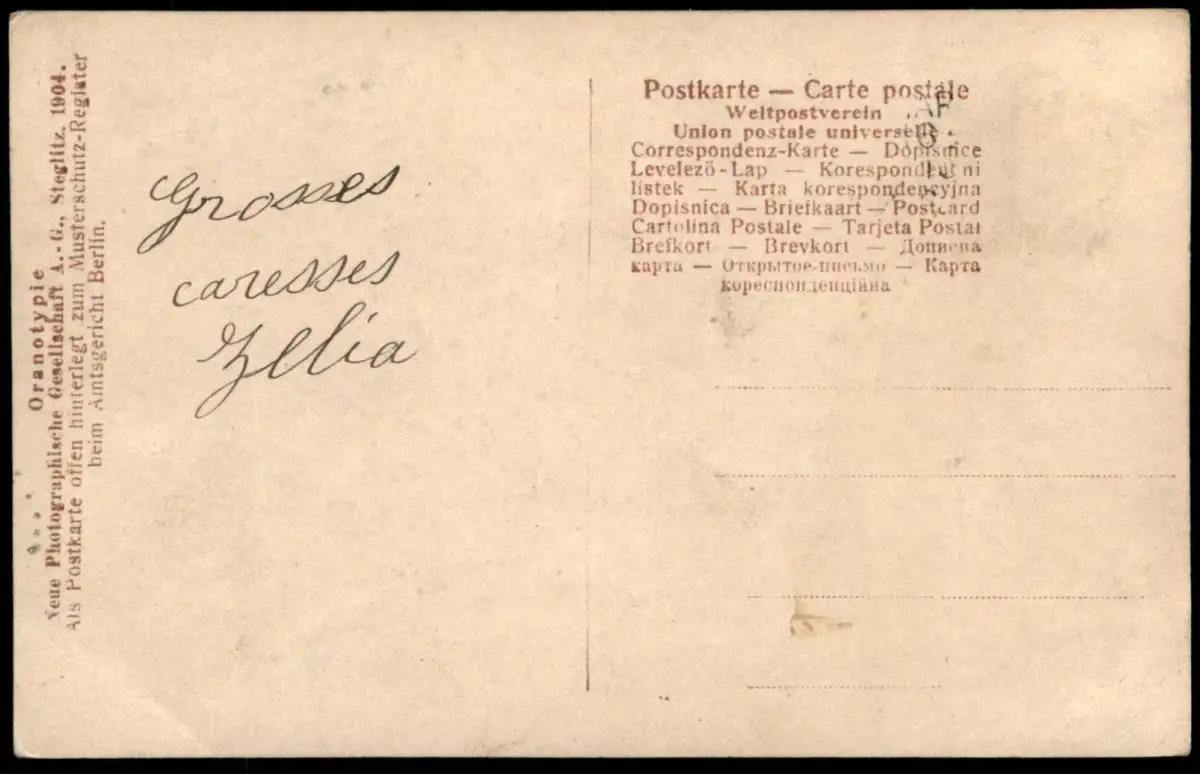 Oranotypie
Neue Photographische Gesellschaft A.-G., Steglitz. 1904.
Als Postkarte offen hinterlegt zum Musterschutz-Register
beim Amtsgericht Berlin.
Grosses
caresses
Zélia
Postkarte — Carte postale
Weltpostverein
Union postale universelle
Correspondenz-Karte — Dopisnice
Levelező-Lap — Korespondenčni
listek — Karta korespondencyjna
Dopisnica — Briefkaart — Postcard
Cartolina Postale — Tarjeta Postal
Brefkort — Brevkort — Дописна
карта — Открытое-письмо — Карта
кореспонденційна